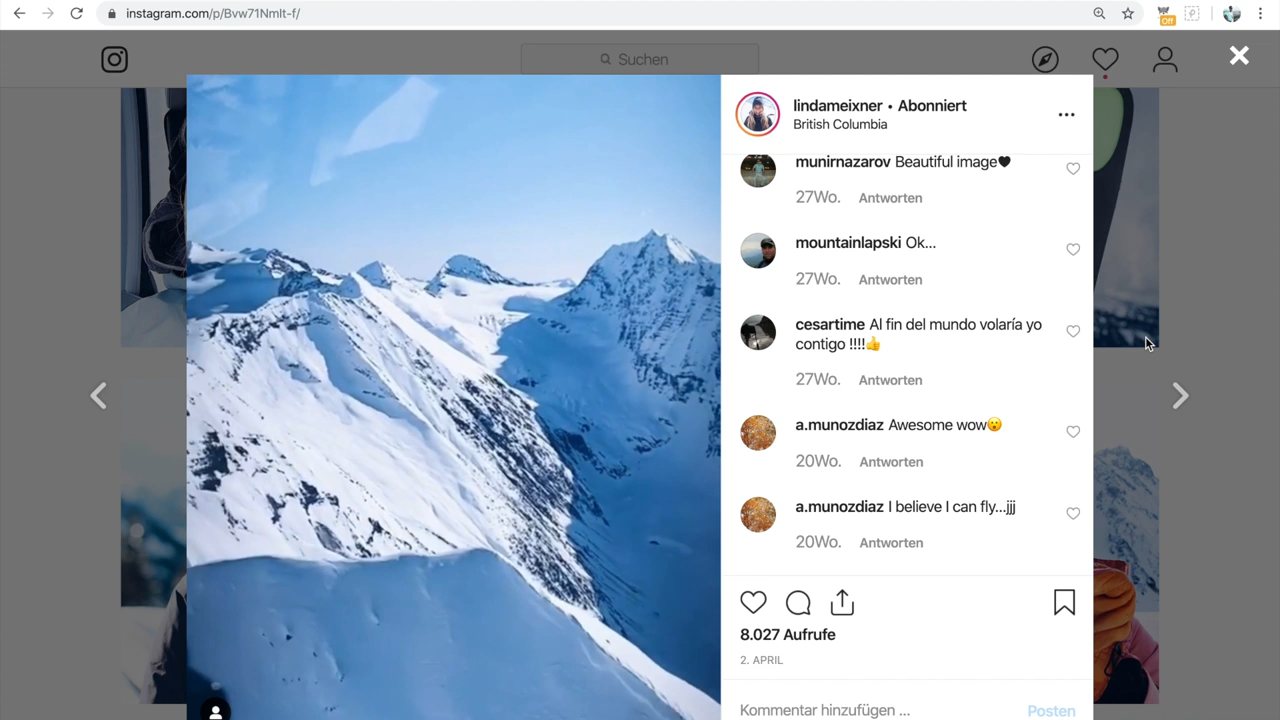 instagram.com/p/Bvw71Nmlt-f/
Off
Suchen
lindameixner • Abonniert
British Columbia
munirnazarov Beautiful image🖤
27Wo. Antworten
mountainlapski Ok...
27Wo. Antworten
cesartime Al fin del mundo volaría yo
contigo !!!!👍
27Wo. Antworten
a.munozdiaz Awesome wow😮
20Wo. Antworten
a.munozdiaz I believe I can fly...jjj
20Wo. Antworten
8.027 Aufrufe
2. APRIL
Kommentar hinzufügen ... Posten